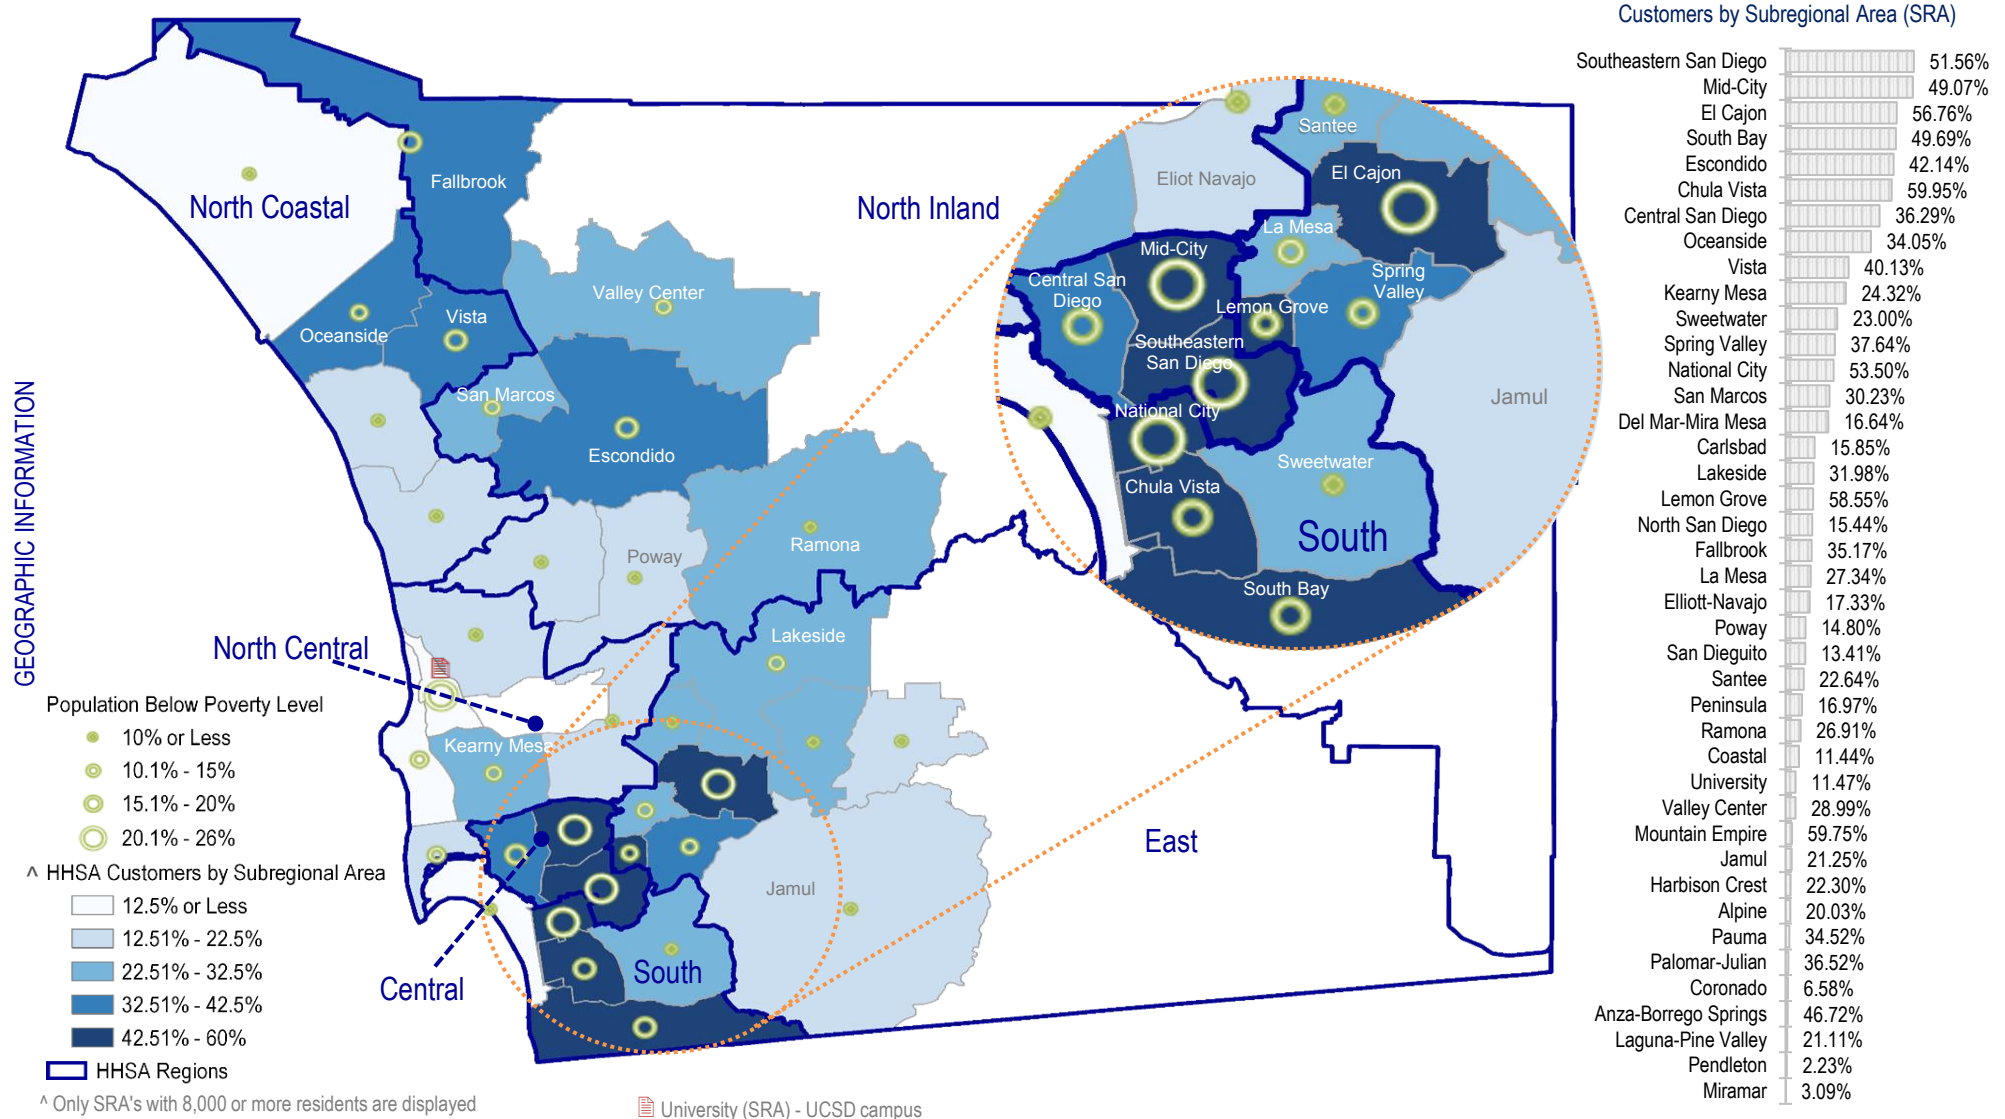 Customers by Subregional Area (SRA)
Southeastern San Diego 51.56%
Mid-City 49.07%
El Cajon 56.76%
South Bay 49.69%
Escondido 42.14%
Chula Vista 59.95%
Central San Diego 36.29%
Oceanside 34.05%
Vista 40.13%
Kearny Mesa 24.32%
Sweetwater 23.00%
Spring Valley 37.64%
National City 53.50%
San Marcos 30.23%
Del Mar-Mira Mesa 16.64%
Carlsbad 15.85%
Lakeside 31.98%
Lemon Grove 58.55%
North San Diego 15.44%
Fallbrook 35.17%
La Mesa 27.34%
Elliott-Navajo 17.33%
Poway 14.80%
San Dieguito 13.41%
Santee 22.64%
Peninsula 16.97%
Ramona 26.91%
Coastal 11.44%
University 11.47%
Valley Center 28.99%
Mountain Empire 59.75%
Jamul 21.25%
Harbison Crest 22.30%
Alpine 20.03%
Pauma 34.52%
Palomar-Julian 36.52%
Coronado 6.58%
Anza-Borrego Springs 46.72%
Laguna-Pine Valley 21.11%
Pendleton 2.23%
Miramar 3.09%
GEOGRAPHIC INFORMATION
North Coastal
Fallbrook
North Inland
Valley Center
Oceanside
Vista
San Marcos
Escondido
Poway
Ramona
North Central
Lakeside
Kearny Mesa
Jamul
East
South
Central
Santee
Eliot Navajo
El Cajon
La Mesa
Mid-City
Central San
Diego
Spring
Valley
Lemon Grove
Southeastern
San Diego
National City
Jamul
Sweetwater
Chula Vista
South
South Bay
Population Below Poverty Level
10% or Less
10.1% - 15%
15.1% - 20%
20.1% - 26%
^ HHSA Customers by Subregional Area
12.5% or Less
12.51% - 22.5%
22.51% - 32.5%
32.51% - 42.5%
42.51% - 60%
HHSA Regions
^ Only SRA's with 8,000 or more residents are displayed
University (SRA) - UCSD campus